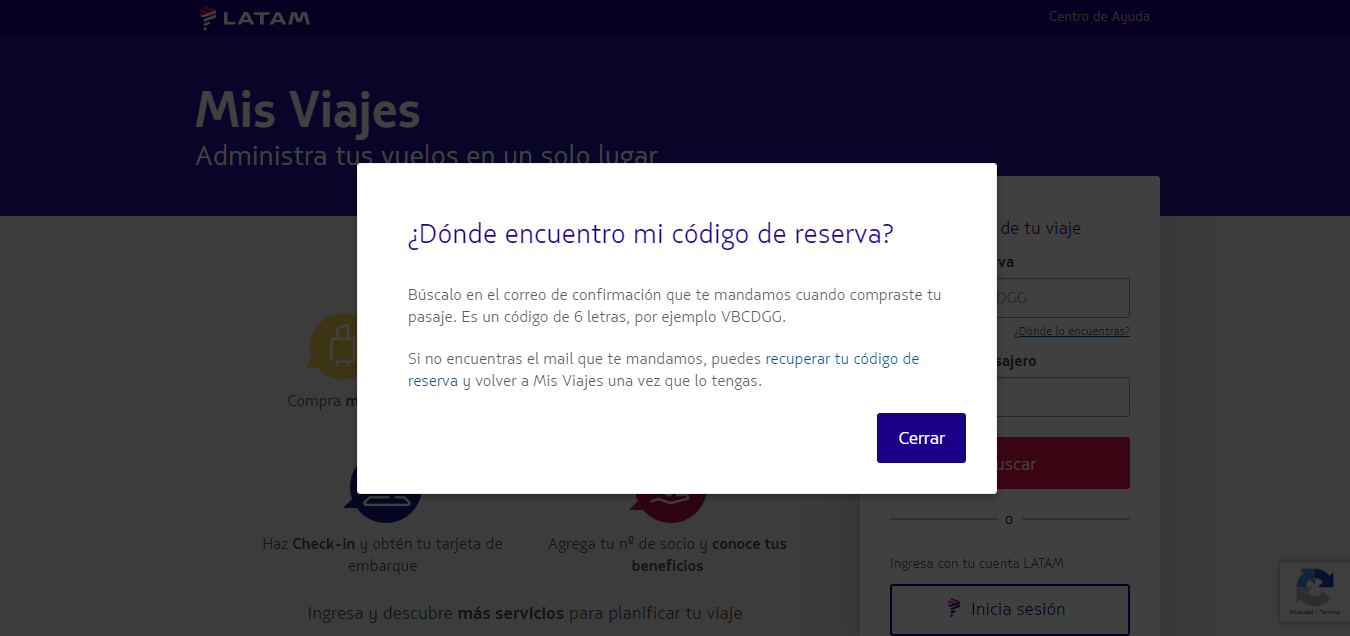 LATAM
Centro de Ayuda
Mis Viajes
Administra tus vuelos en un solo lugar
¿Dónde encuentro mi código de reserva?
Búscalo en el correo de confirmación que te mandamos cuando compraste tu
pasaje. Es un código de 6 letras, por ejemplo VBCDGG.
Si no encuentras el mail que te mandamos, puedes recuperar tu código de
reserva y volver a Mis Viajes una vez que lo tengas.
Cerrar
de tu viaje
DGG
¿Dónde lo encuentras?
Compra
Haz Check-in y obtén tu tarjeta de
embarque
Agrega tu nº de socio y conoce tus
beneficios
Ingresa y descubre más servicios para planificar tu viaje
o
Ingresa con tu cuenta LATAM
Inicia sesión
Privacidad - Términos